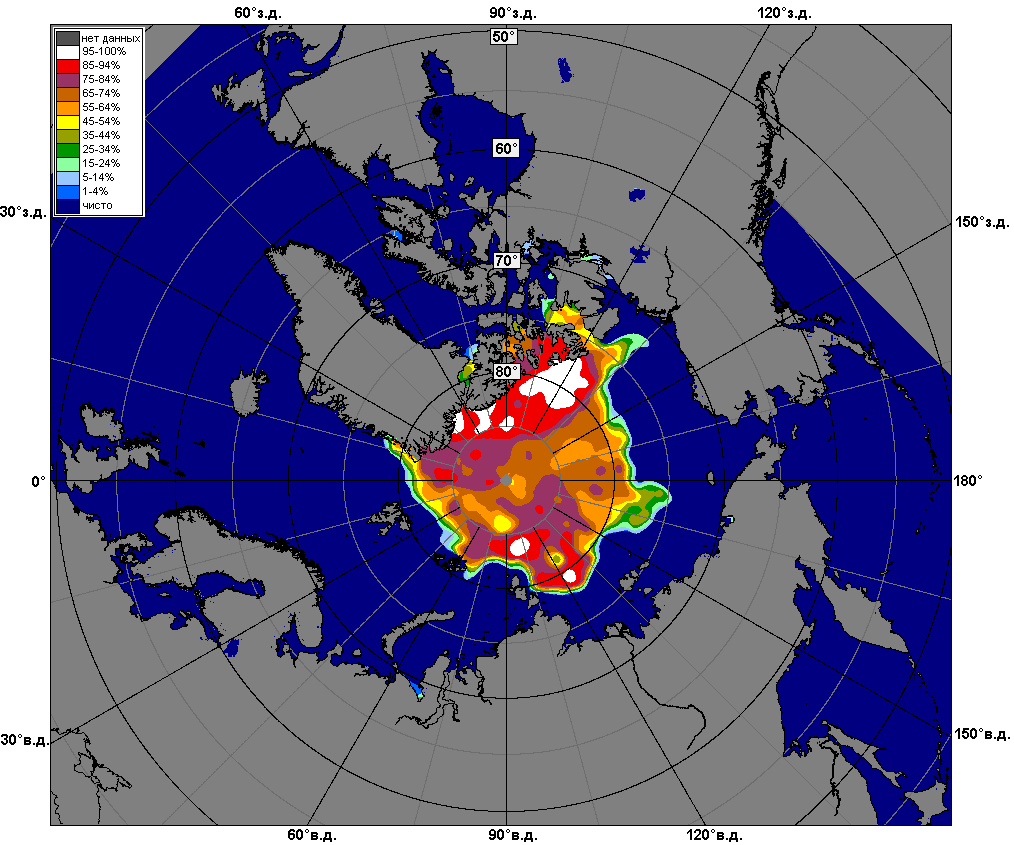 60°з.д.
90°з.д.
120°з.д.
50°
нет данных
95-100%
85-94%
75-84%
65-74%
55-64%
45-54%
35-44%
25-34%
15-24%
5-14%
1-4%
чисто
60°
30°з.д.
150°з.д.
70°
80°
0°
180°
30°в.д.
150°в.д.
60°в.д.
90°в.д.
120°в.д.